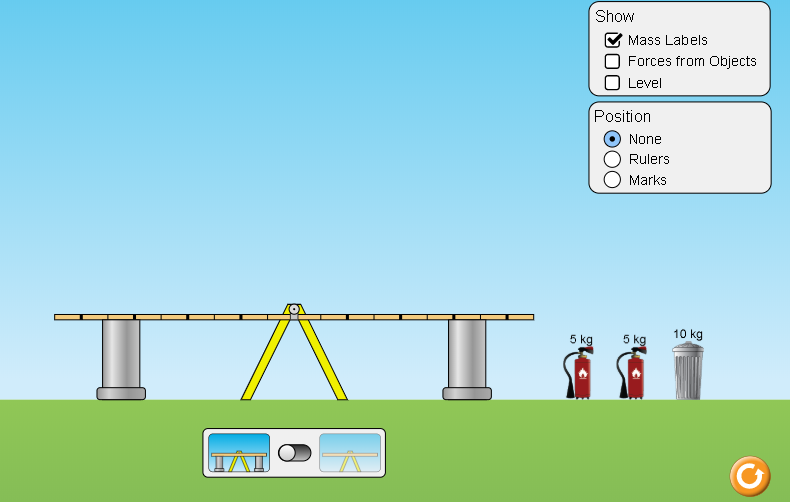 Show
Mass Labels
Forces from Objects
Level
Position
None
Rulers
Marks
5 kg
5 kg
10 kg